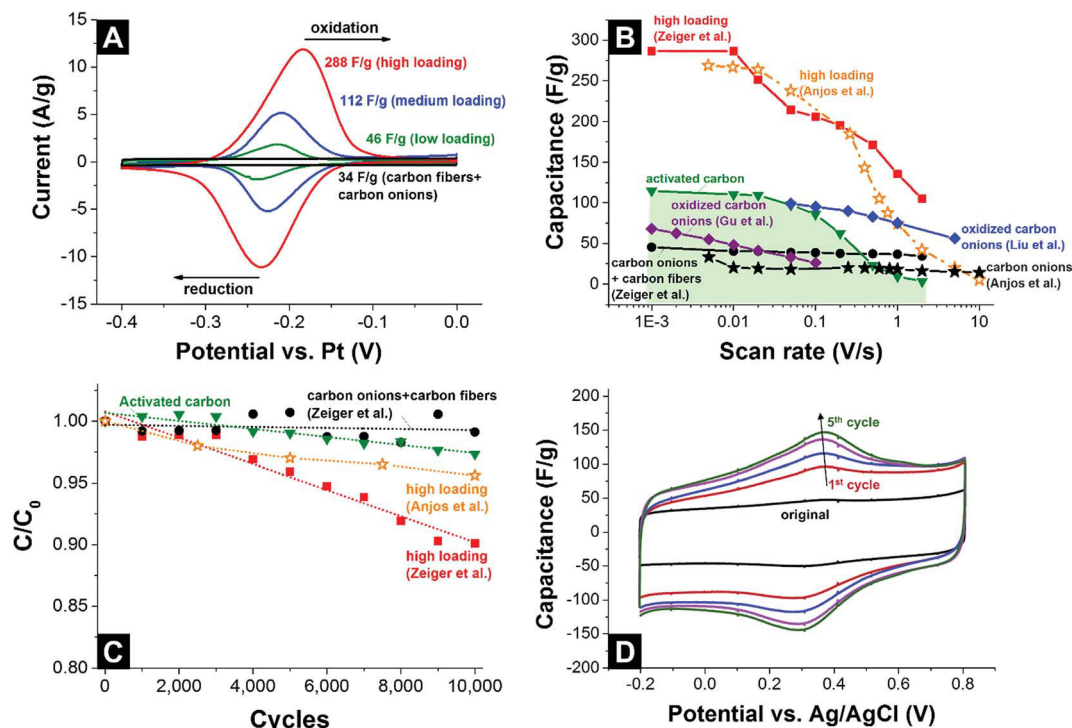 A
oxidation
288 F/g (high loading)
112 F/g (medium loading)
46 F/g (low loading)
34 F/g (carbon fibers+
carbon onions)
reduction
15
10
5
0
-5
-10
-15
Current (A/g)
-0.4
-0.3
-0.2
-0.1
0.0
Potential vs. Pt (V)
B
high loading
(Zeiger et al.)
high loading
(Anjos et al.)
activated carbon
oxidized carbon
onions (Gu et al.)
oxidized carbon
onions (Liu et al.)
carbon onions
+ carbon fibers
(Zeiger et al.)
carbon onions
(Anjos et al.)
300
250
200
150
100
50
0
Capacitance (F/g)
1E-3
0.01
0.1
1
10
Scan rate (V/s)
C
Activated carbon
carbon onions+carbon fibers
(Zeiger et al.)
high loading
(Anjos et al.)
high loading
(Zeiger et al.)
1.00
0.95
0.90
0.85
0.80
C/C0
0
2,000
4,000
6,000
8,000
10,000
Cycles
D
5th cycle
1st cycle
original
200
150
100
50
0
-50
-100
-150
-200
Capacitance (F/g)
-0.2
0.0
0.2
0.4
0.6
0.8
Potential vs. Ag/AgCl (V)